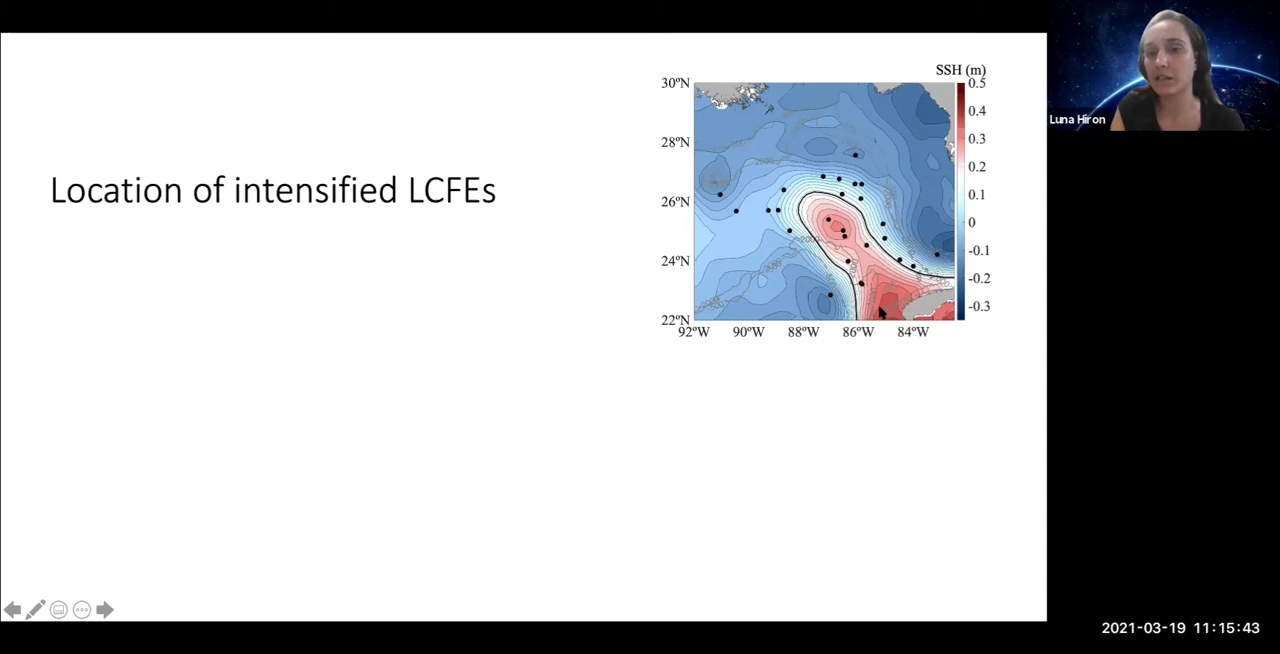 SSH (m)
30°N
28°N
26°N
24°N
22°N
92°W
90°W
88°W
86°W
84°W
0.5
0.4
0.3
0.2
0.1
0
-0.1
-0.2
-0.3
Location of intensified LCFEs
Luna Hiron
2021-03-19 11:15:43